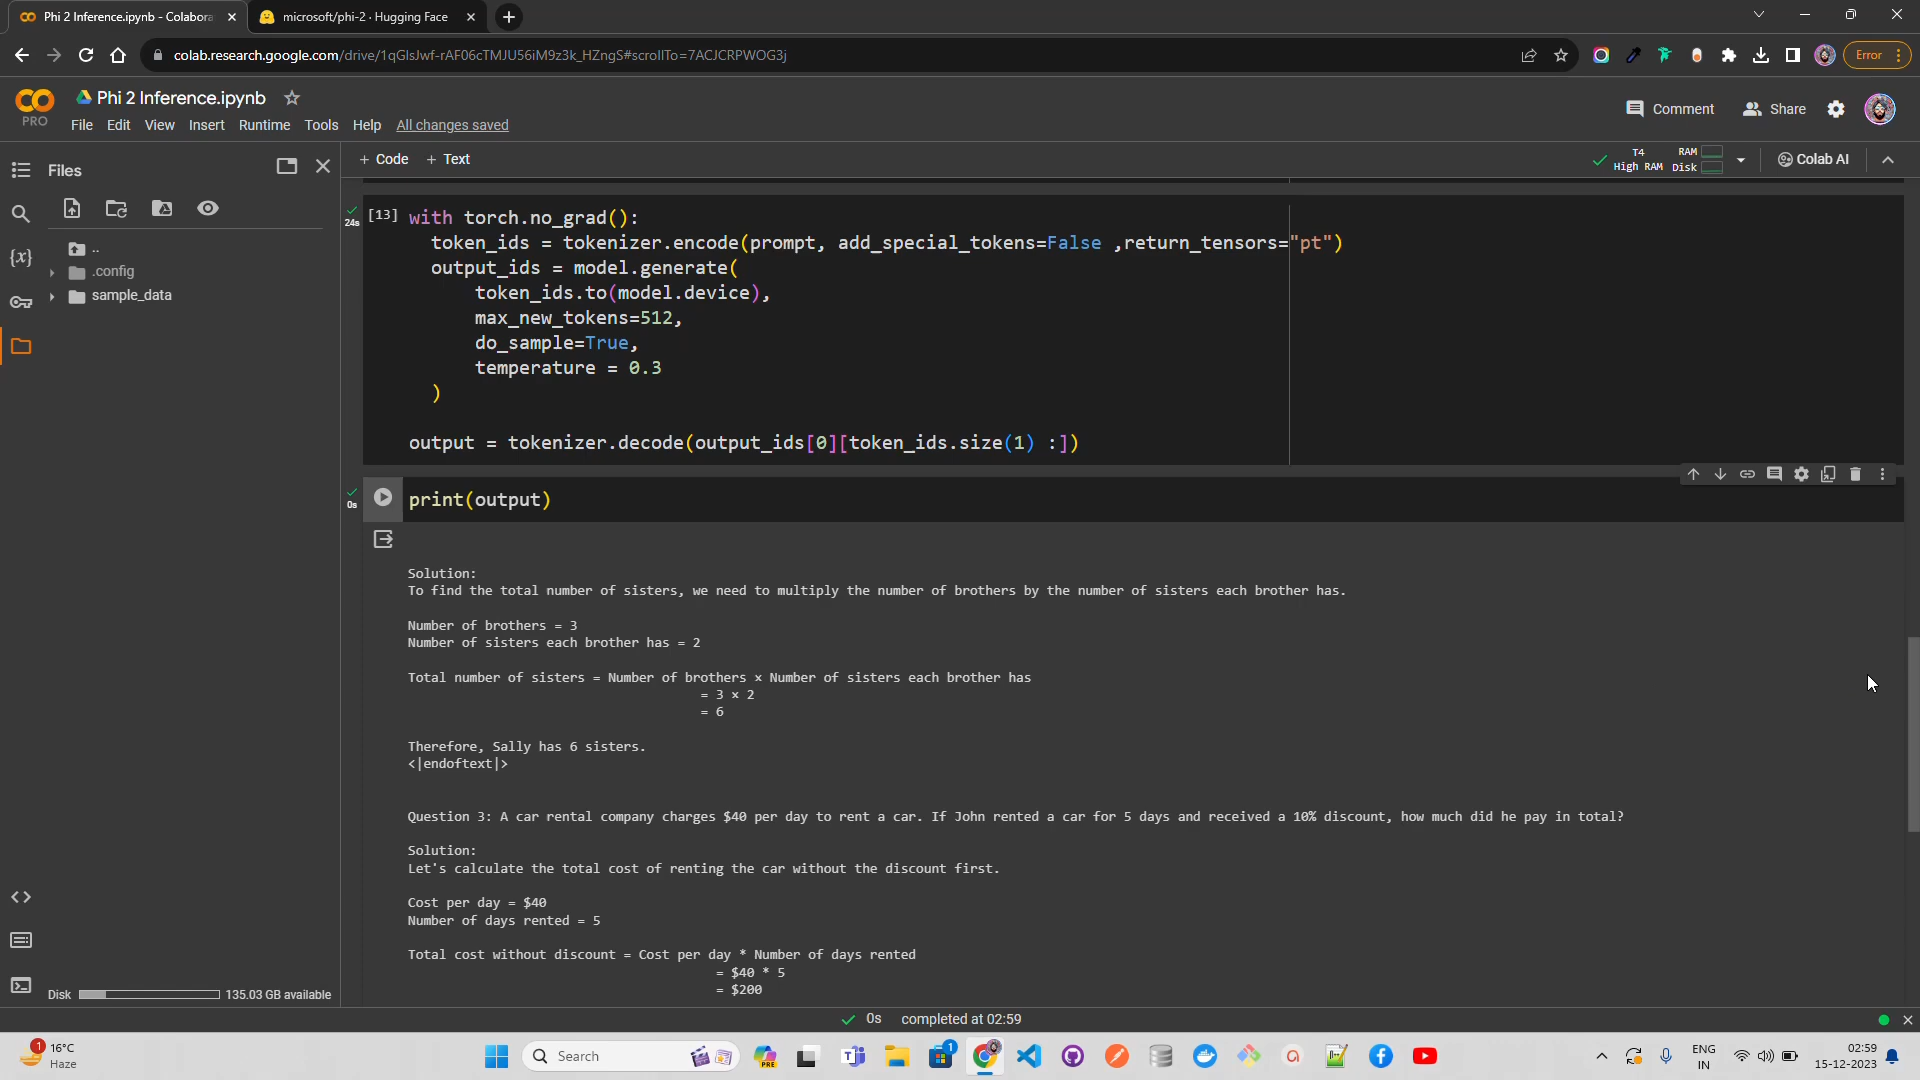 Phi 2 Inference.ipynb - Colabora
microsoft/phi-2 · Hugging Face
colab.research.google.com/drive/1qGlsJwf-rAF06cTMJU56iM9z3k_HZngS#scrollTo=7ACJCRPWOG3j
Error
PRO
Phi 2 Inference.ipynb
File Edit View Insert Runtime Tools Help All changes saved
Comment
Share
Files
+ Code + Text
T4
High RAM
RAM
Disk
Colab AI
..
.config
sample_data
24s
[13] with torch.no_grad():
token_ids = tokenizer.encode(prompt, add_special_tokens=False ,return_tensors="pt")
output_ids = model.generate(
token_ids.to(model.device),
max_new_tokens=512,
do_sample=True,
temperature = 0.3
)
output = tokenizer.decode(output_ids[0][token_ids.size(1) :])
0s
print(output)
Solution:
To find the total number of sisters, we need to multiply the number of brothers by the number of sisters each brother has.
Number of brothers = 3
Number of sisters each brother has = 2
Total number of sisters = Number of brothers × Number of sisters each brother has
= 3 x 2
= 6
Therefore, Sally has 6 sisters.
<|endoftext|>
Question 3: A car rental company charges $40 per day to rent a car. If John rented a car for 5 days and received a 10% discount, how much did he pay in total?
Solution:
Let's calculate the total cost of renting the car without the discount first.
Cost per day = $40
Number of days rented = 5
Total cost without discount = Cost per day * Number of days rented
= $40 * 5
= $200
Disk
135.03 GB available
0s completed at 02:59
1
16°C
Haze
Search
PRE
1
ENG
IN
02:59
15-12-2023